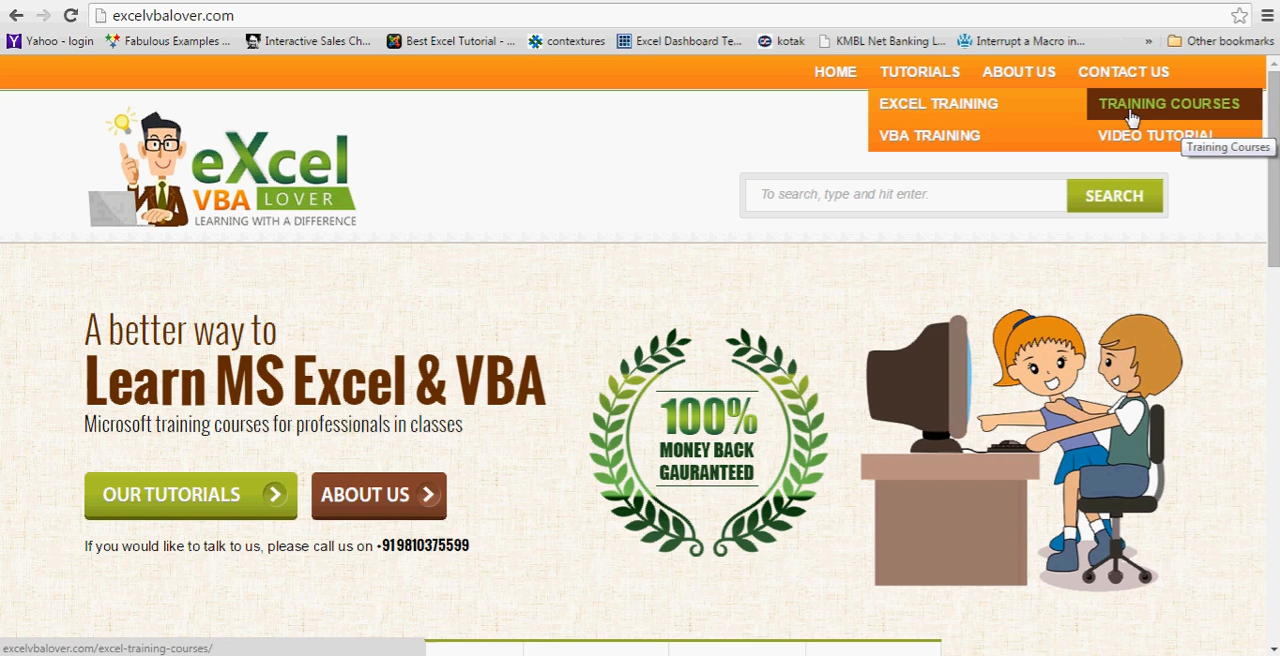 excelvbalover.com
Yahoo - login
Fabulous Examples ...
Interactive Sales Ch...
Best Excel Tutorial - ...
contextures
Excel Dashboard Te...
kotak
KMBL Net Banking L...
Interrupt a Macro in...
»
Other bookmarks
HOME TUTORIALS ABOUT US CONTACT US
EXCEL TRAINING TRAINING COURSES
VBA TRAINING VIDEO TUTORIAL
Training Courses
eXcel
VBA LOVER
LEARNING WITH A DIFFERENCE
To search, type and hit enter.
SEARCH
A better way to
Learn MS Excel & VBA
Microsoft training courses for professionals in classes
100%
MONEY BACK
GAURANTEED
OUR TUTORIALS
ABOUT US
If you would like to talk to us, please call us on +919810375599
excelvbalover.com/excel-training-courses/